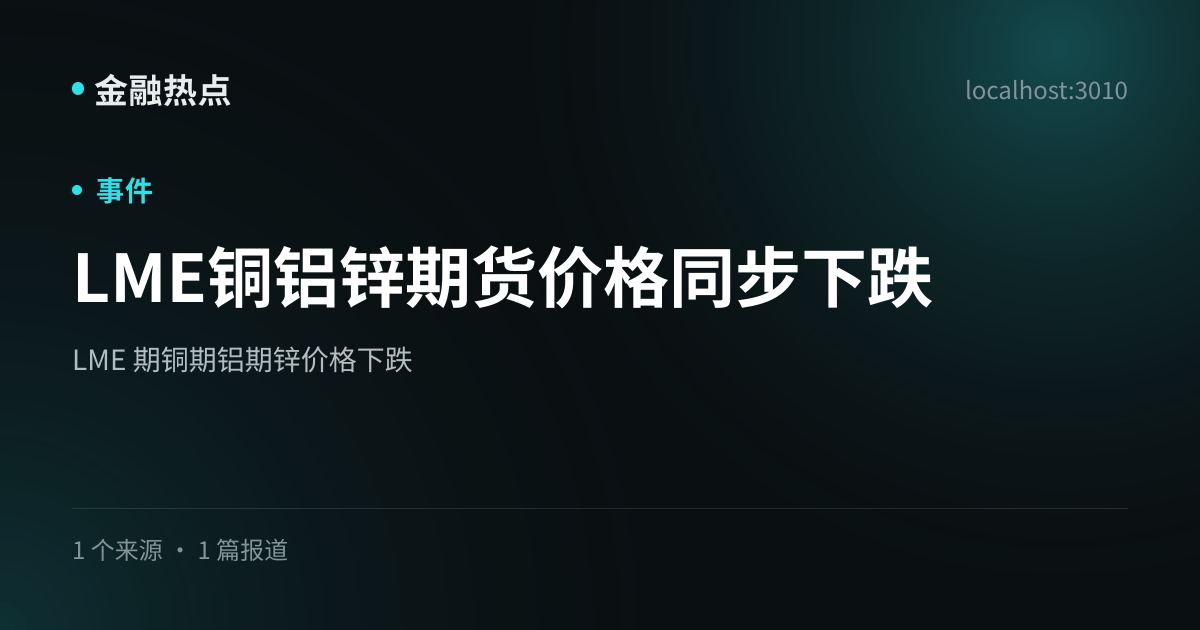 金融热点
localhost:3010
事件
LME铜铝锌期货价格同步下跌
LME 期铜期铝期锌价格下跌
1 个来源 · 1 篇报道